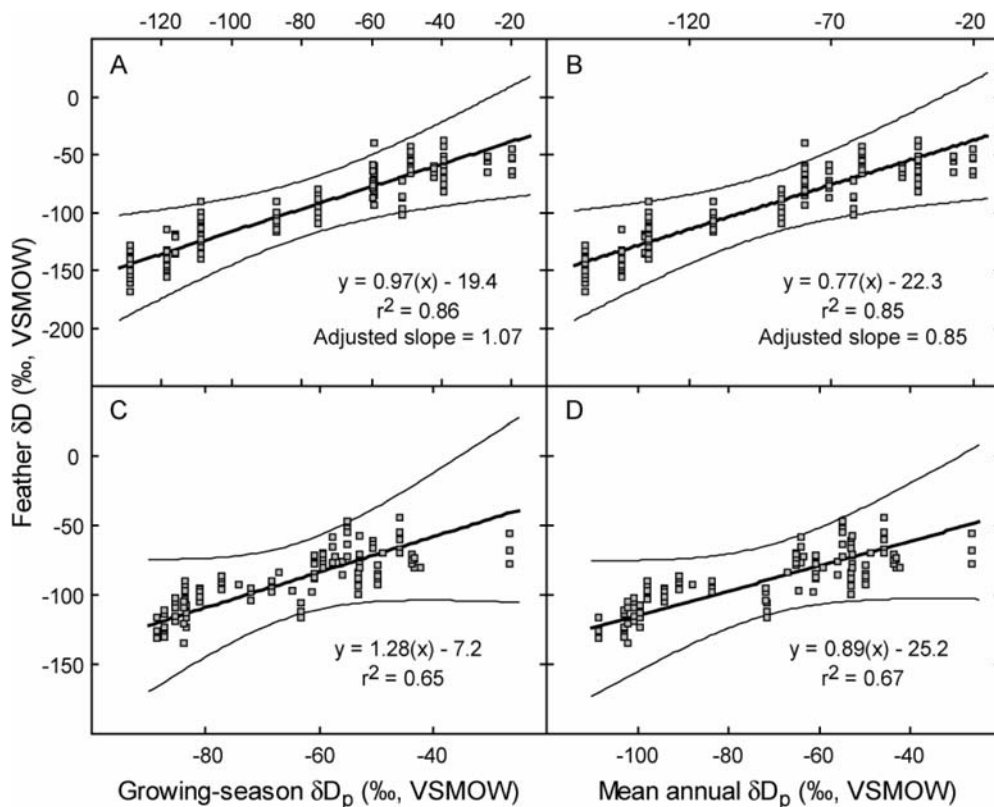 -120 -100 -80 -60 -40 -20 -120 -70 -20
A
B
0
-50
-100
-150
-200
y = 0.97(x) - 19.4
r2 = 0.86
Adjusted slope = 1.07
y = 0.77(x) - 22.3
r2 = 0.85
Adjusted slope = 0.85
Feather δD (‰, VSMOW)
C
D
0
-50
-100
-150
y = 1.28(x) - 7.2
r2 = 0.65
y = 0.89(x) - 25.2
r2 = 0.67
-80 -60 -40 -100 -80 -60 -40
Growing-season δDp (‰, VSMOW)
Mean annual δDp (‰, VSMOW)